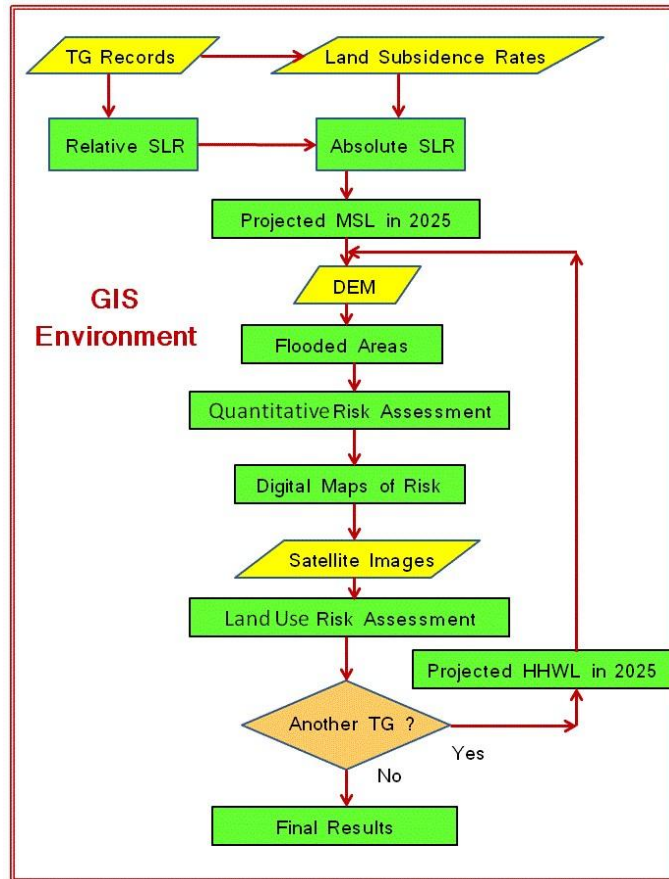 TG Records
Land Subsidence Rates
Relative SLR
Absolute SLR
Projected MSL in 2025
DEM
GIS
Environment
Flooded Areas
Quantitative Risk Assessment
Digital Maps of Risk
Satellite Images
Land Use Risk Assessment
Projected HHWL in 2025
Another TG ?
Yes
No
Final Results